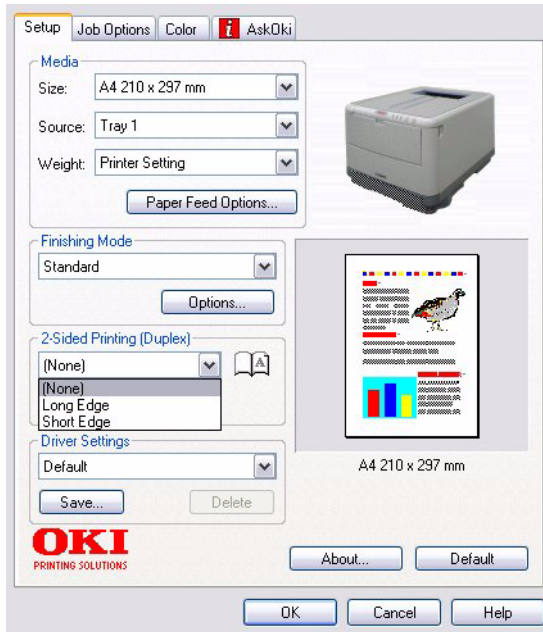 Setup
Job Options
Color
i AskOki
Media
Size: A4 210 x 297 mm
Source: Tray 1
Weight: Printer Setting
Paper Feed Options...
Finishing Mode
Standard
Options...
2-Sided Printing (Duplex)
(None)
A
(None)
Long Edge
Short Edge
Driver Settings
Default
A4 210 x 297 mm
Save...
Delete
OKI
PRINTING SOLUTIONS
About...
Default
OK
Cancel
Help